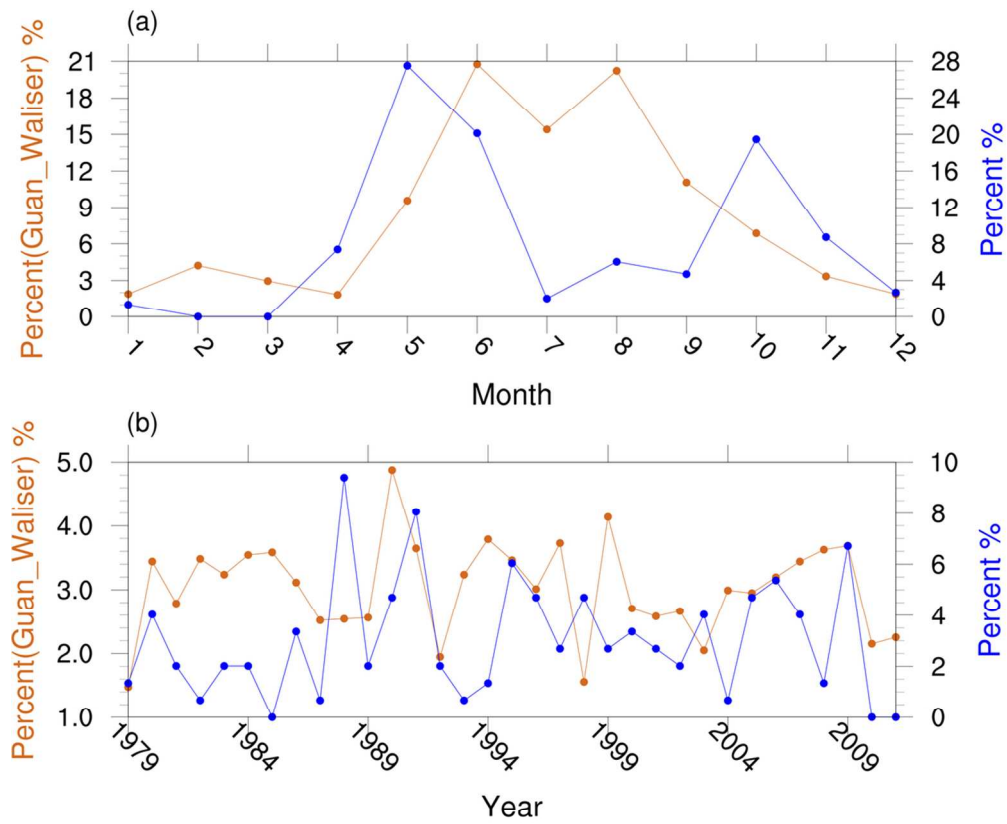 (a)
Percent(Guan_Waliser) %
21
18
15
12
9
6
3
0
28
24
20
16
12
8
4
0
Percent %
1 2 3 4 5 6 7 8 9 10 11 12
Month
(b)
Percent(Guan_Waliser) %
5.0
4.0
3.0
2.0
1.0
10
8
6
4
2
0
Percent %
1979 1984 1989 1994 1999 2004 2009
Year